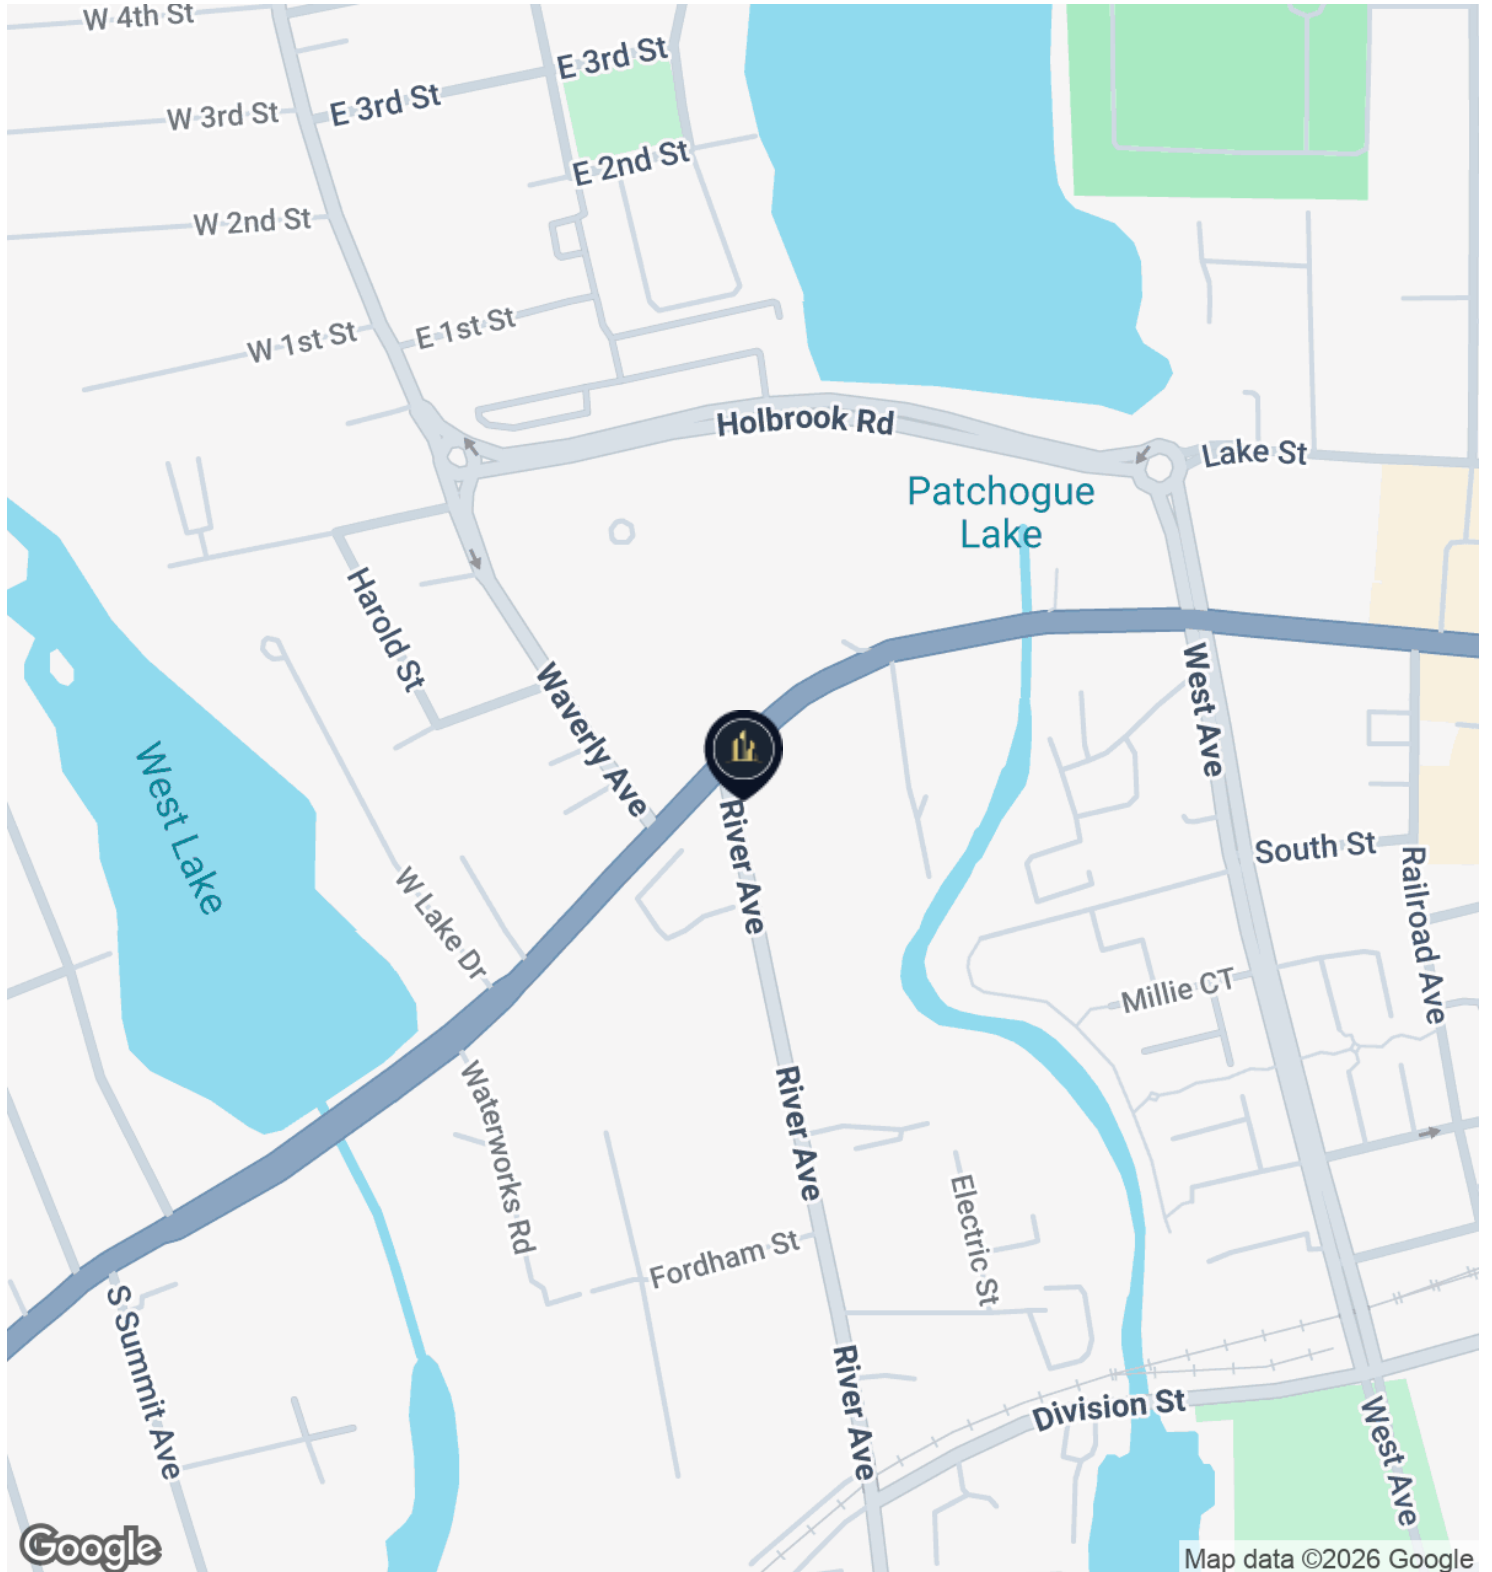 W 4th St
E 3rd St
E 3rd St
W 3rd St
E 2nd St
W 2nd St
E 1st St
W 1st St
Holbrook Rd
Lake St
Patchogue
Lake
Harold St
Waverly Ave
West Ave
West Lake
River Ave
South St
Railroad Ave
W Lake Dr
Millie CT
Waterworks Rd
River Ave
Electric St
Fordham St
S Summit Ave
River Ave
Division St
West Ave
Google
Map data ©2026 Google